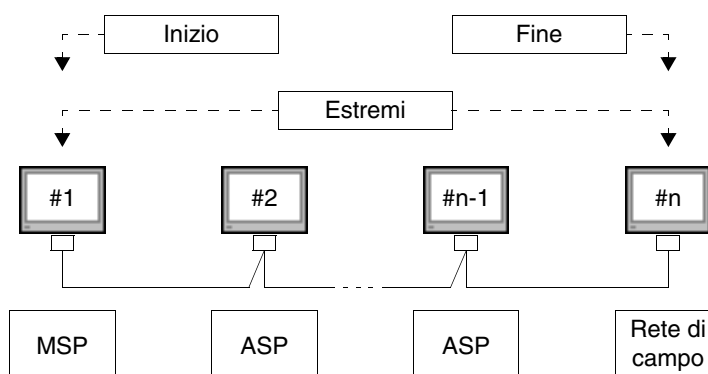 Inizio
Fine
Estremi
#1
#2
#n-1
#n
MSP
ASP
ASP
Rete di
campo